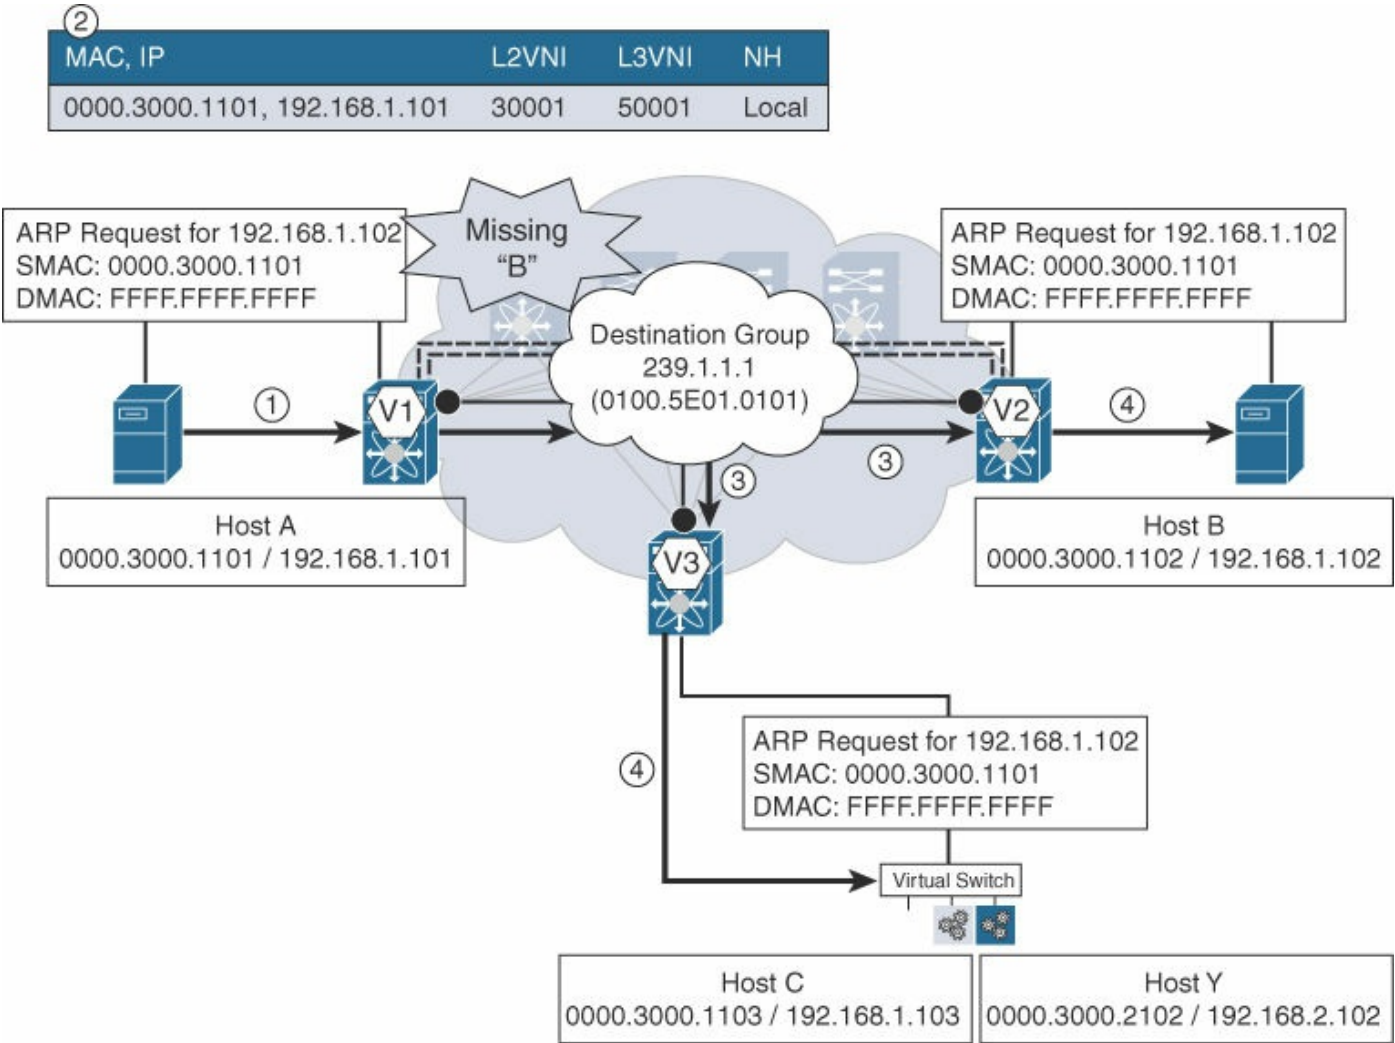 ②
MAC, IP L2VNI L3VNI NH
0000.3000.1101, 192.168.1.101 30001 50001 Local
Missing
“B”
ARP Request for 192.168.1.102
SMAC: 0000.3000.1101
DMAC: FFFF.FFFF.FFFF
ARP Request for 192.168.1.102
SMAC: 0000.3000.1101
DMAC: FFFF.FFFF.FFFF
Destination Group
239.1.1.1
(0100.5E01.0101)
①
V1
V2
④
③
③
Host A
0000.3000.1101 / 192.168.1.101
Host B
0000.3000.1102 / 192.168.1.102
V3
④
ARP Request for 192.168.1.102
SMAC: 0000.3000.1101
DMAC: FFFF.FFFF.FFFF
Virtual Switch
Host C
0000.3000.1103 / 192.168.1.103
Host Y
0000.3000.2102 / 192.168.2.102